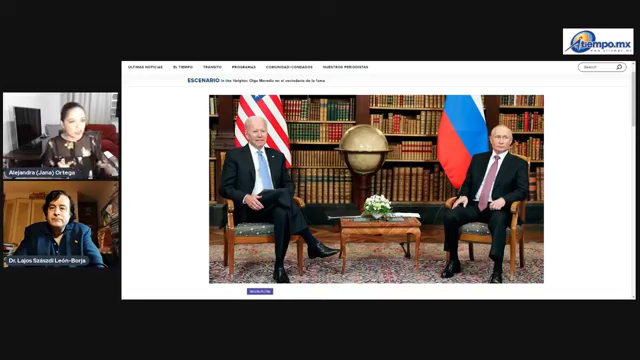 atiempo.mx
ÚLTIMAS NOTICIAS EL TIEMPO TRÁNSITO PROGRAMAS COMUNIDAD+CONDADOS NUESTROS PERIODISTAS
Search
ESCENARIO In the Heights: Olga Merediz en el vecindario de la fama
Alejandra (Jana) Ortega
Dr. Lajos Szászdi León-Borja